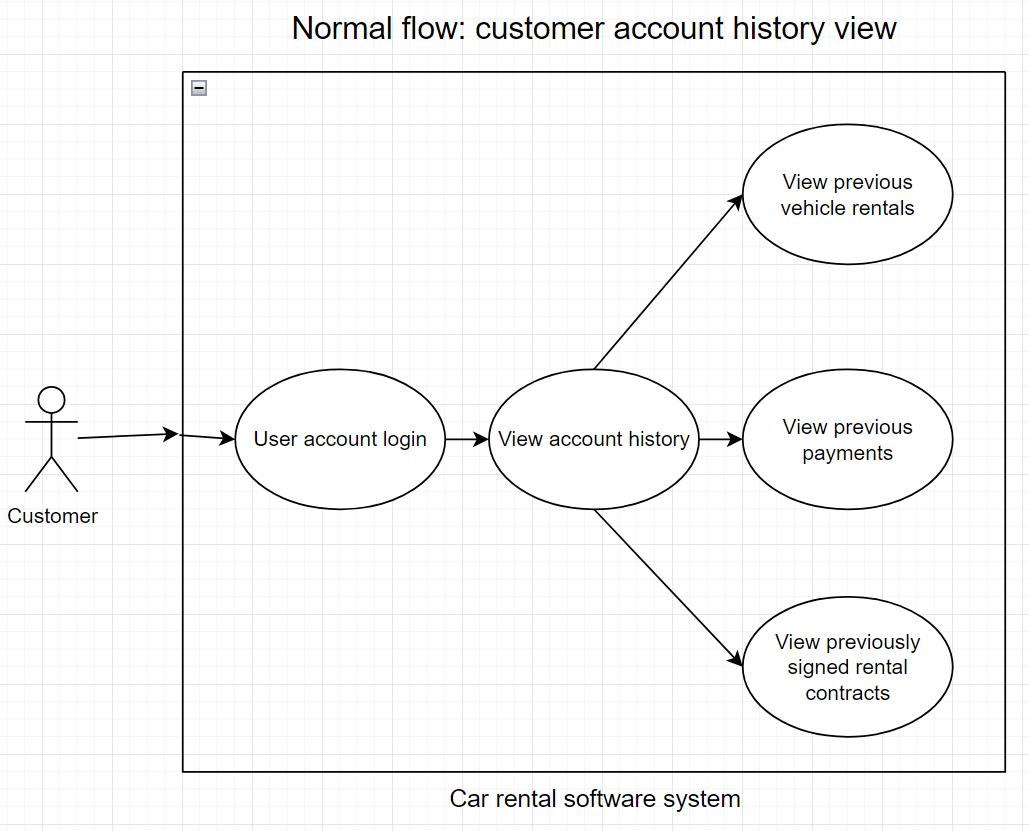 Normal flow: customer account history view
View previous
vehicle rentals
User account login
View account history
View previous
payments
Customer
View previously
signed rental
contracts
Car rental software system